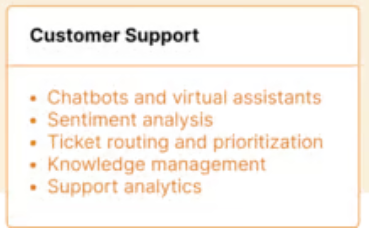 Customer Support
• Chatbots and virtual assistants
• Sentiment analysis
• Ticket routing and prioritization
• Knowledge management
• Support analytics